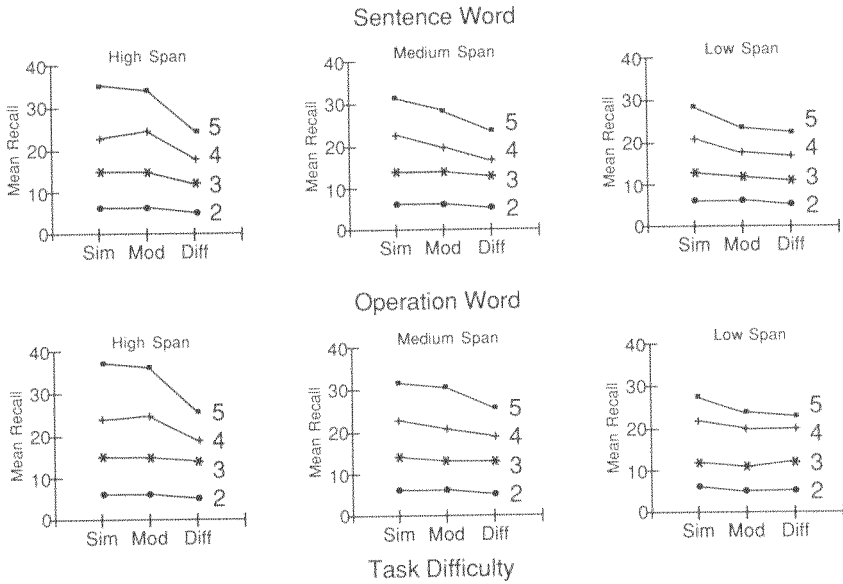 Sentence Word
High Span
Medium Span
Low Span
Mean Recall
40
30
20
10
0
5
4
3
2
Sim Mod Diff
Mean Recall
40
30
20
10
0
5
4
3
2
Sim Mod Diff
Mean Recall
40
30
20
10
0
5
4
3
2
Sim Mod Diff
Operation Word
High Span
Medium Span
Low Span
Mean Recall
40
30
20
10
0
5
4
3
2
Sim Mod Diff
Mean Recall
40
30
20
10
0
5
4
3
2
Sim Mod Diff
Mean Recall
40
30
20
10
0
5
4
3
2
Sim Mod Diff
Task Difficulty